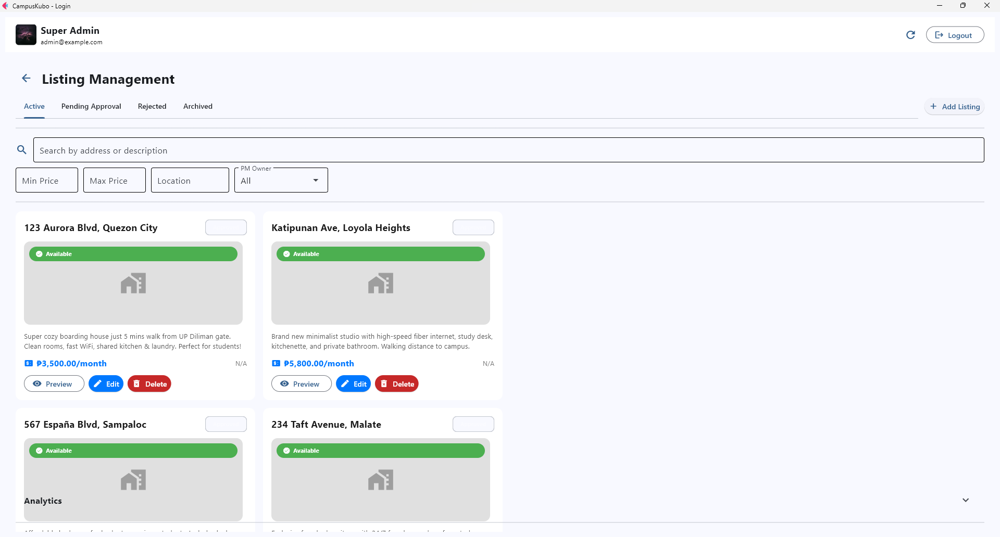 CampusKubo - Login
Super Admin
admin@example.com
Logout
Listing Management
Active
Pending Approval
Rejected
Archived
Add Listing
Search by address or description
Min Price
Max Price
Location
PM Owner
All
123 Aurora Blvd, Quezon City
Available
Super cozy boarding house just 5 mins walk from UP Diliman gate.
Clean rooms, fast WiFi, shared kitchen & laundry. Perfect for students!
₱3,500.00/month
N/A
Preview
Edit
Delete
Katipunan Ave, Loyola Heights
Available
Brand new minimalist studio with high-speed fiber internet, study desk,
kitchenette, and private bathroom. Walking distance to campus.
₱5,800.00/month
N/A
Preview
Edit
Delete
567 España Blvd, Sampaloc
Available
234 Taft Avenue, Malate
Available
Analytics